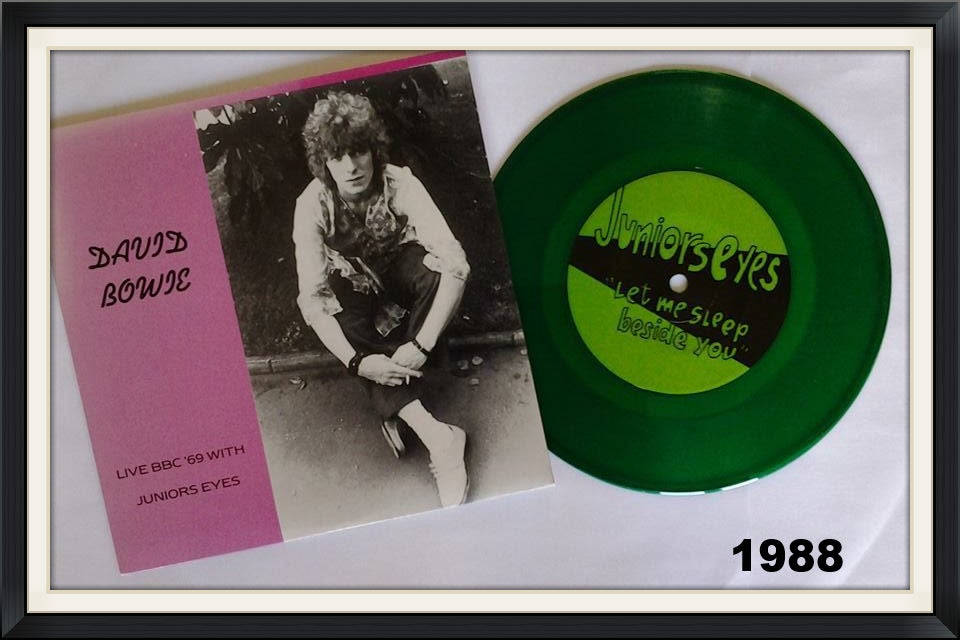 DAVID
BOWIE
LIVE BBC '69 WITH
JUNIORS EYES
Juniors eyes
"Let me sleep
beside you"
1988